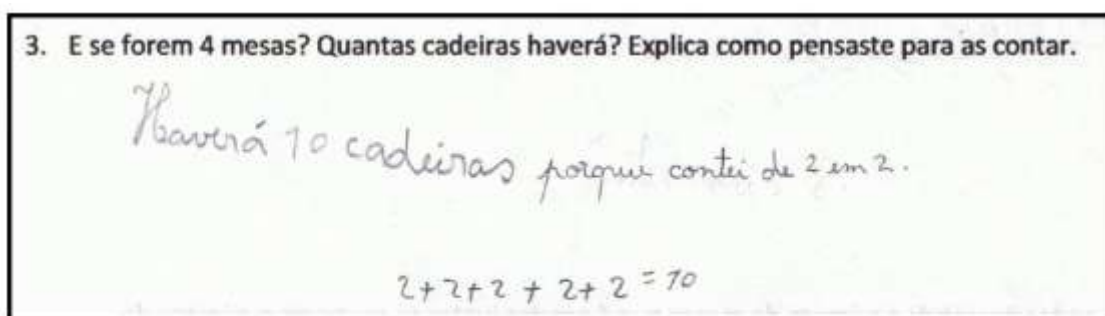 3. E se forem 4 mesas? Quantas cadeiras haverá? Explica como pensaste para as contar.
Haverá 10 cadeiras porque contei de 2 em 2.
2+2+2+2+2=10